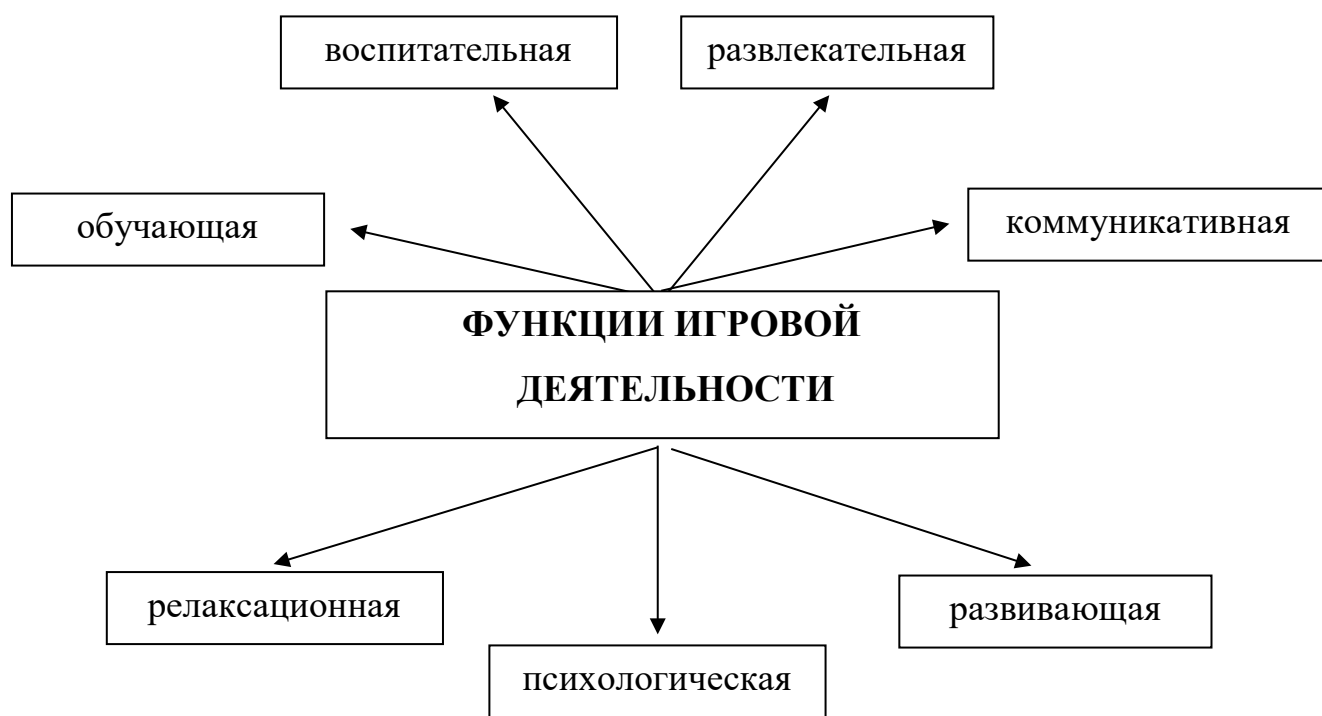 воспитательная
развлекательная
обучающая
коммуникативная
ФУНКЦИИ ИГРОВОЙ
ДЕЯТЕЛЬНОСТИ
релаксационная
развивающая
психологическая